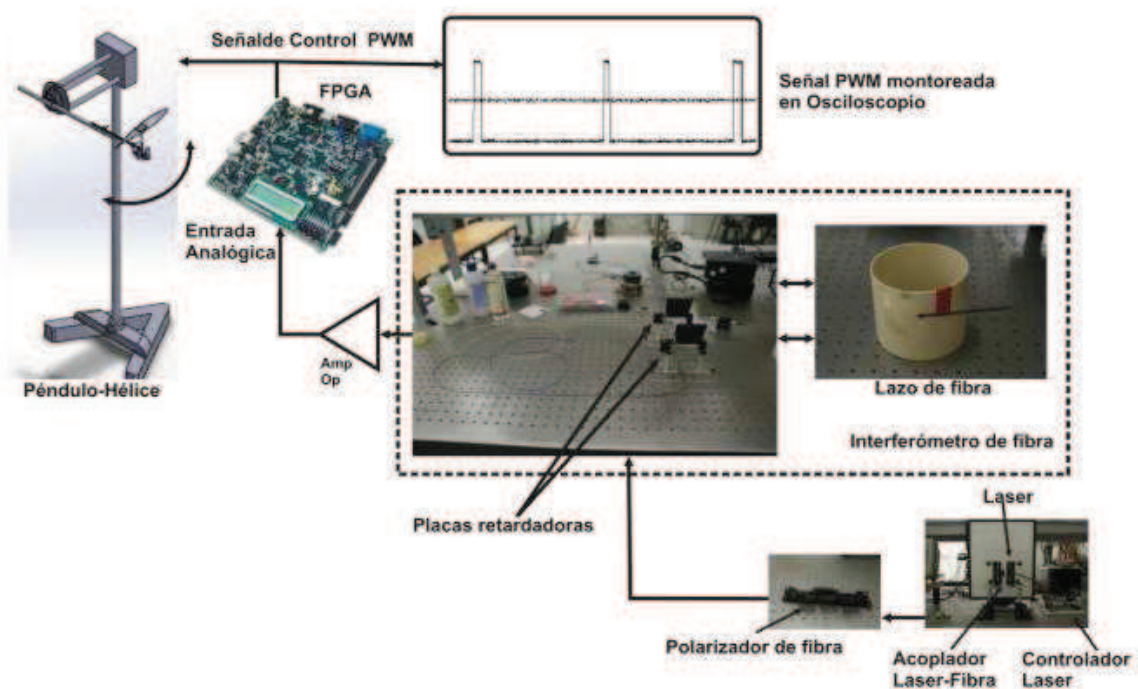 Señalde Control PWM
FPGA
Señal PWM montoreada
en Osciloscopio
Entrada
Analógica
Amp
Op
Péndulo-Hélice
Lazo de fibra
Interferómetro de fibra
Placas retardadoras
Laser
Polarizador de fibra
Acoplador
Laser-Fibra
Controlador
Laser